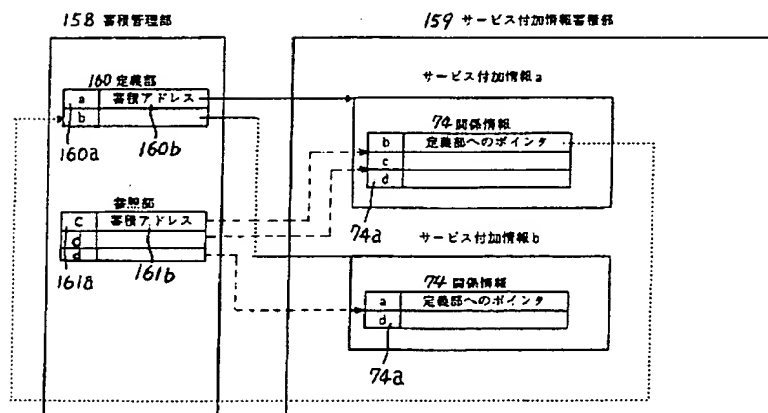 158 蓄積管理部
159 サービス付加情報蓄積部
160 定義部
a 蓄積アドレス
b
160a
160b
サービス付加情報a
74 関係情報
b 定義部へのポインタ
c
d
74a
参照部
c 蓄積アドレス
d
d
161a
161b
サービス付加情報b
74 関係情報
a 定義部へのポインタ
d
74a